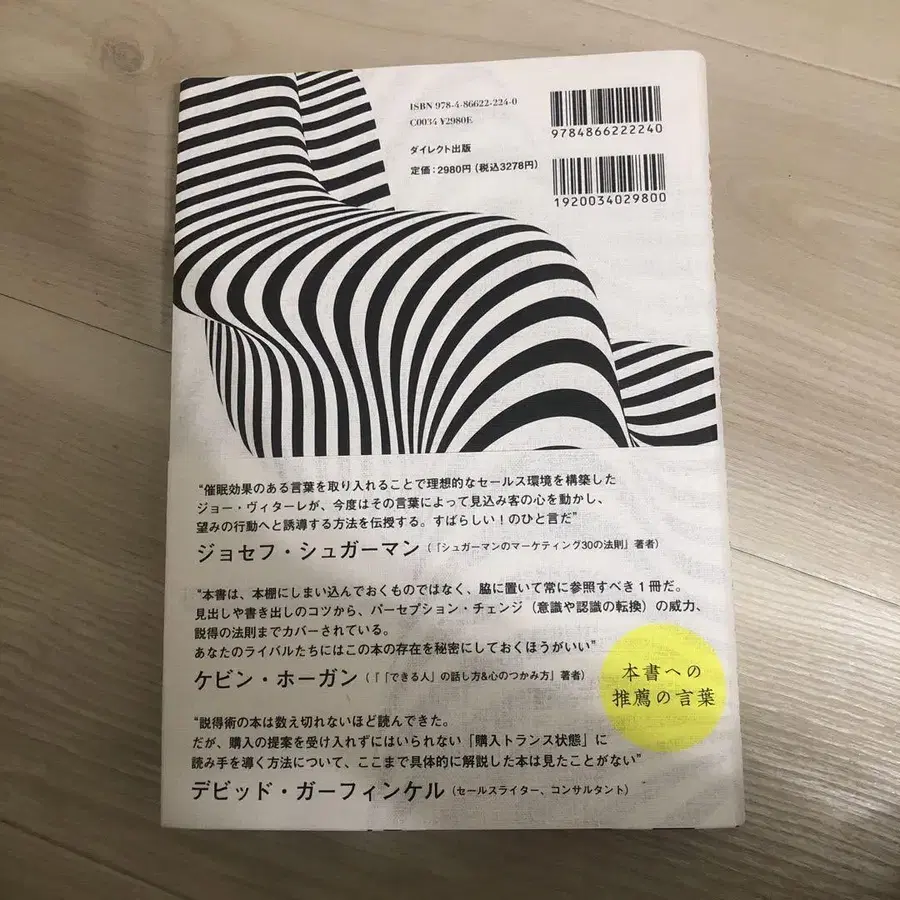 ISBN 978-4-86622-224-0
C0034 ¥2980E
ダイレクト出版
定価：2980円（税込3278円）
9784866222240
1920034029800
“催眠効果のある言葉を取り入れることで理想的なセールス環境を構築した
ジョー・ヴィターレが、今度はその言葉によって見込み客の心を動かし、
望みの行動へと誘導する方法を伝授する。すばらしい！のひと言だ”
ジョセフ・シュガーマン（『シュガーマンのマーケティング30の法則』著者）
“本書は、本棚にしまい込んでおくものではなく、脇に置いて常に参照すべき1冊だ。
見出しや書き出しのコツから、パーセプション・チェンジ（意識や認識の転換）の威力、
説得の法則までカバーされている。
あなたのライバルたちにはこの本の存在を秘密にしておくほうがいい”
ケビン・ホーガン（『「できる人」の話し方&心のつかみ方』著者）
本書への
推薦の言葉
“説得術の本は数え切れないほど読んできた。
だが、購入の提案を受け入れずにはいられない「購入トランス状態」に
読み手を導く方法について、ここまで具体的に解説した本は見たことがない”
デビッド・ガーフィンケル（セールスライター、コンサルタント）